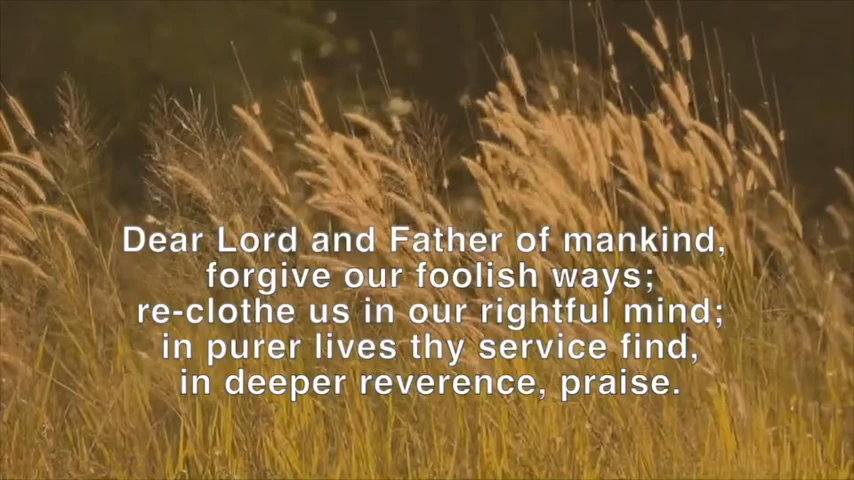 Dear Lord and Father of mankind,
forgive our foolish ways;
re-clothe us in our rightful mind;
in purer lives thy service find,
in deeper reverence, praise.